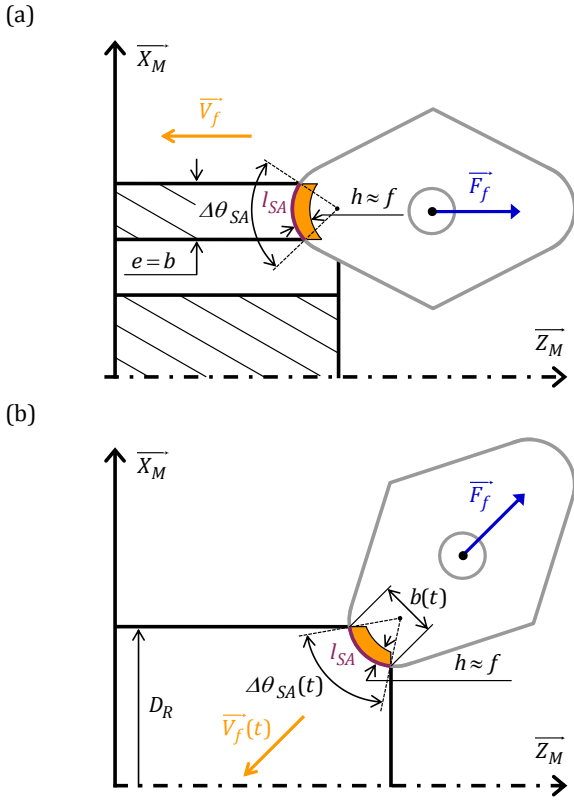 (a)
X_M
V_f
Δθ_SA
l_SA
h ≈ f
F_f
e = b
Z_M
(b)
X_M
F_f
b(t)
l_SA
h ≈ f
Δθ_SA(t)
D_R
V_f(t)
Z_M